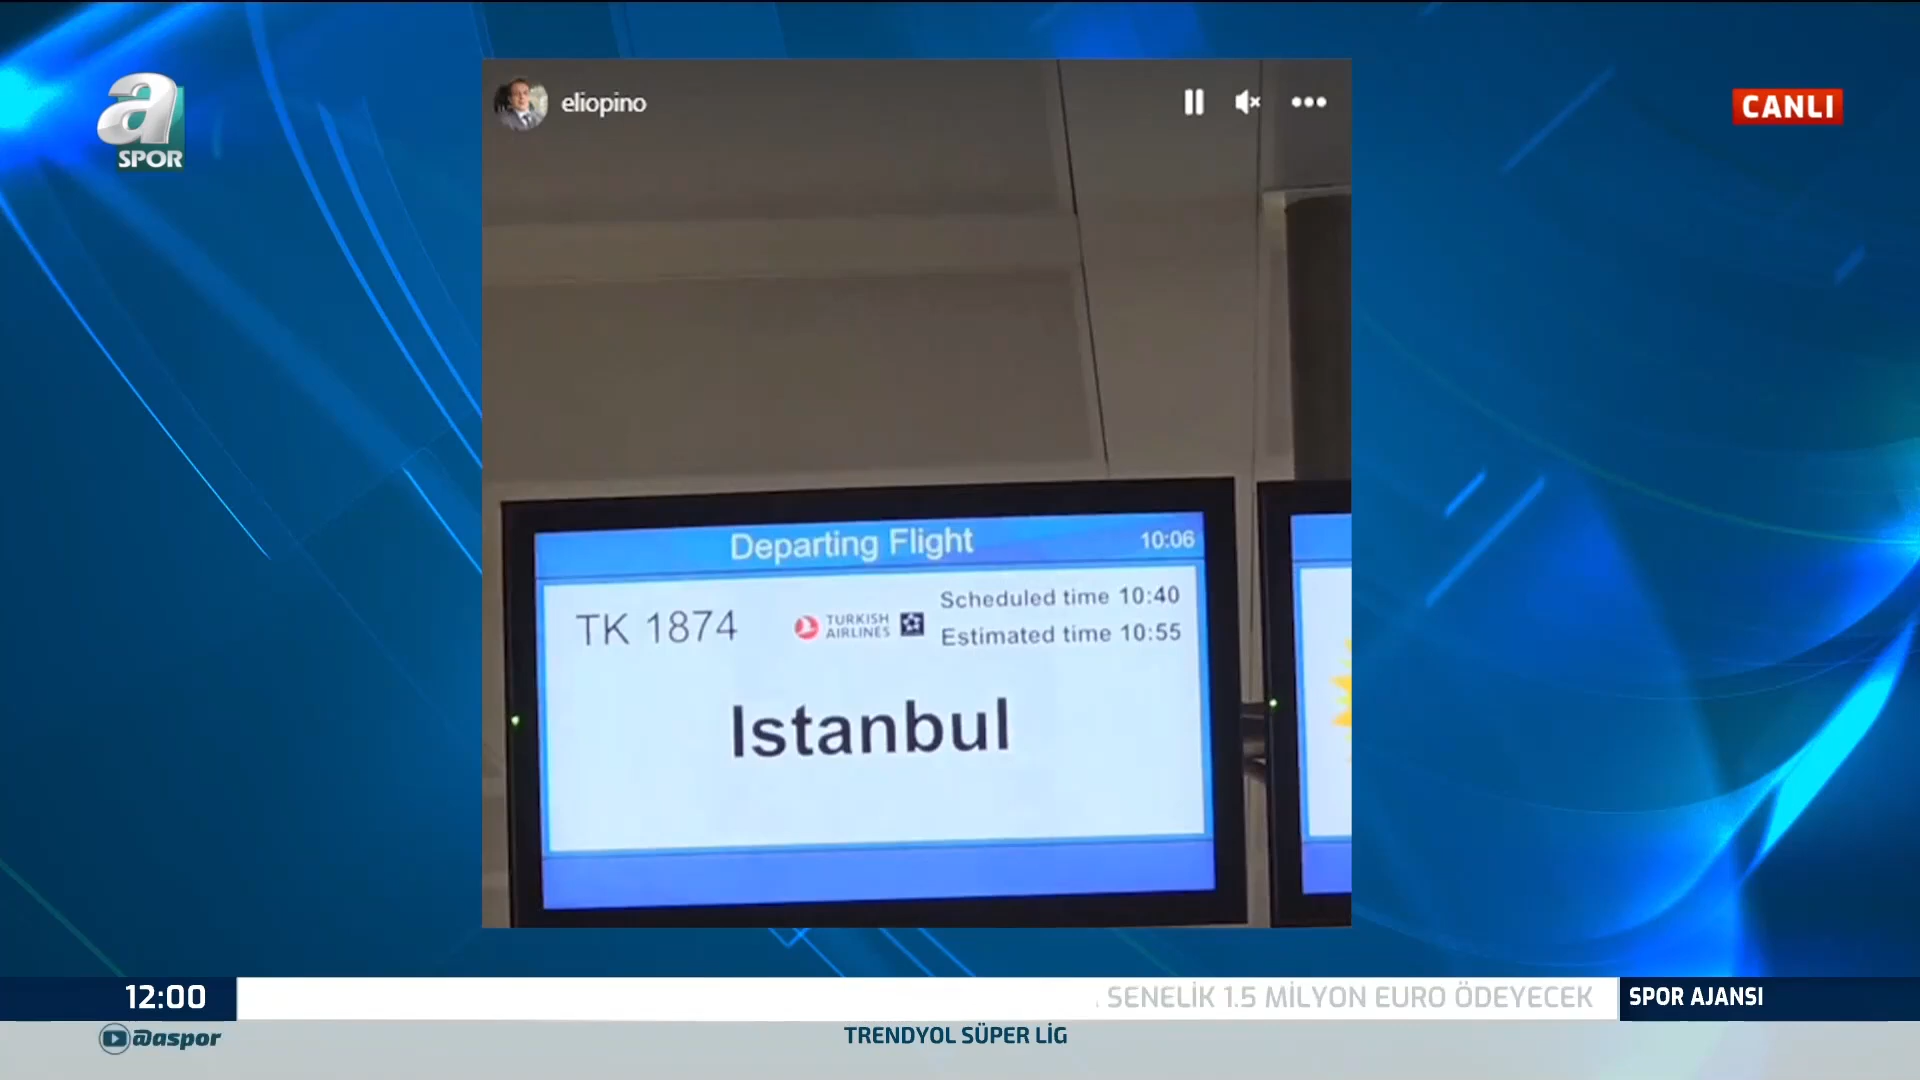 a
SPOR
eliopino
CANLI
Departing Flight
10:06
TK 1874
TURKISH
AIRLINES
Scheduled time 10:40
Estimated time 10:55
Istanbul
12:00
SENELİK 1.5 MİLYON EURO ÖDEYECEK
SPOR AJANSI
@aspor
TRENDYOL SÜPER LİG